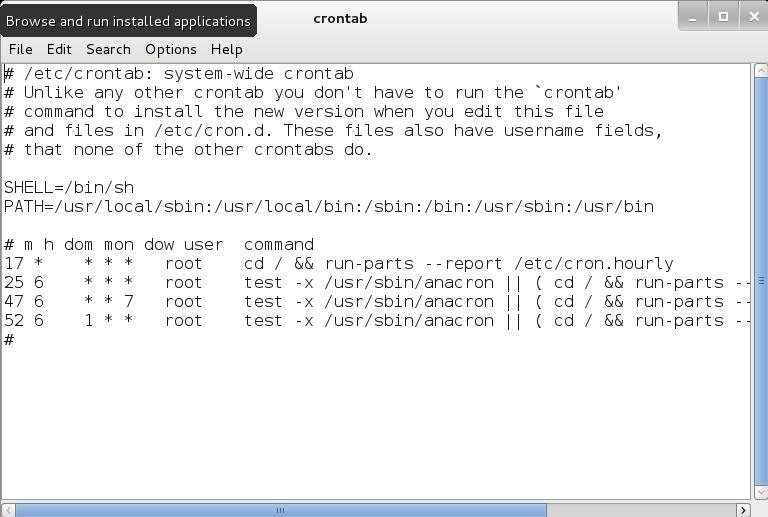 Browse and run installed applications
crontab
File Edit Search Options Help
# /etc/crontab: system-wide crontab
# Unlike any other crontab you don't have to run the `crontab'
# command to install the new version when you edit this file
# and files in /etc/cron.d. These files also have username fields,
# that none of the other crontabs do.
SHELL=/bin/sh
PATH=/usr/local/sbin:/usr/local/bin:/sbin:/bin:/usr/sbin:/usr/bin
# m h dom mon dow user  command
17 *    * * *   root    cd / && run-parts --report /etc/cron.hourly
25 6    * * *   root    test -x /usr/sbin/anacron || ( cd / && run-parts --
47 6    * * 7   root    test -x /usr/sbin/anacron || ( cd / && run-parts --
52 6    1 * *   root    test -x /usr/sbin/anacron || ( cd / && run-parts --
#